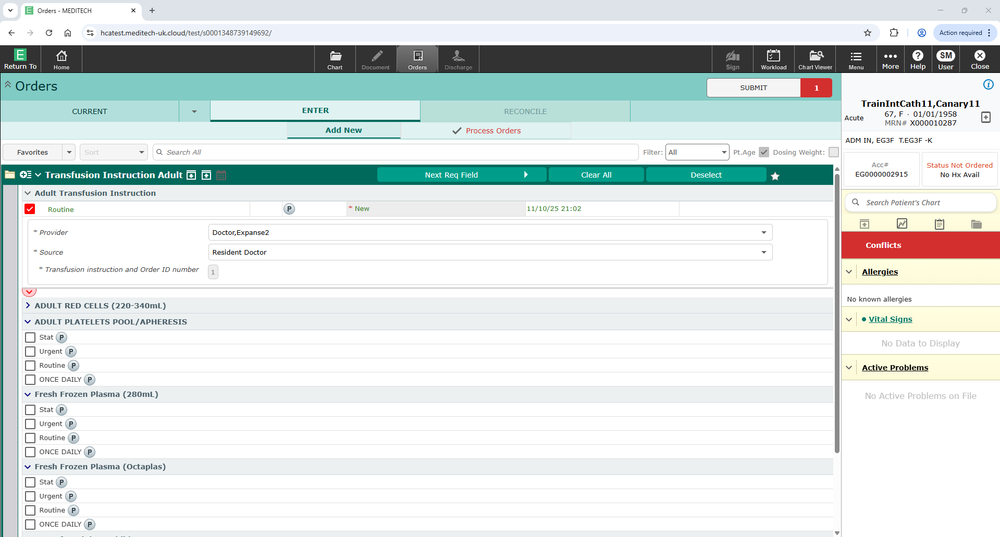 Orders - MEDITECH
hcatest.meditech-uk.cloud/test/s0001348739149692/
Action required
E
Return To
Home
Chart
Document
Orders
Discharge
Sign
Workload
Chart Viewer
Menu
More
? Help
SM User
Close
Orders
SUBMIT 1
CURRENT
ENTER
RECONCILE
Add New
Process Orders
Favorites
Sort
Search All
Filter: All
Pt.Age
Dosing Weight:
Transfusion Instruction Adult
Next Req Field
Clear All
Deselect
Adult Transfusion Instruction
Routine P * New 11/10/25 21:02
* Provider Doctor,Expanse2
* Source Resident Doctor
* Transfusion instruction and Order ID number 1
ADULT RED CELLS (220-340mL)
ADULT PLATELETS POOL/APHERESIS
Stat P
Urgent P
Routine P
ONCE DAILY P
Fresh Frozen Plasma (280mL)
Stat P
Urgent P
Routine P
ONCE DAILY P
Fresh Frozen Plasma (Octaplas)
Stat P
Urgent P
Routine P
ONCE DAILY P
i
TrainIntCath11,Canary11
Acute
67, F · 01/01/1958
MRN# X000010287
ADM IN, EG3F T.EG3F -K
Acc#
EG0000002915
Status Not Ordered
No Hx Avail
Search Patient's Chart
Conflicts
Allergies
No known allergies
Vital Signs
No Data to Display
Active Problems
No Active Problems on File